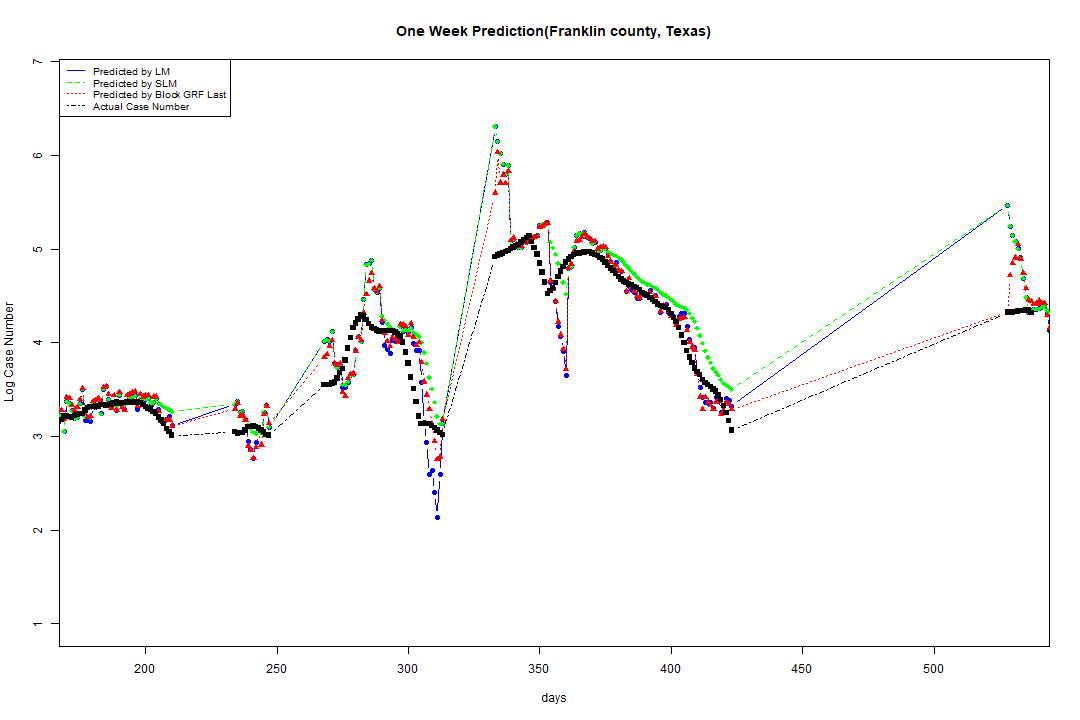 One Week Prediction(Franklin county, Texas)
Predicted by LM
Predicted by SLM
Predicted by Block GRF Last
Actual Case Number
7
6
5
4
3
2
1
Log Case Number
200
250
300
350
400
450
500
days